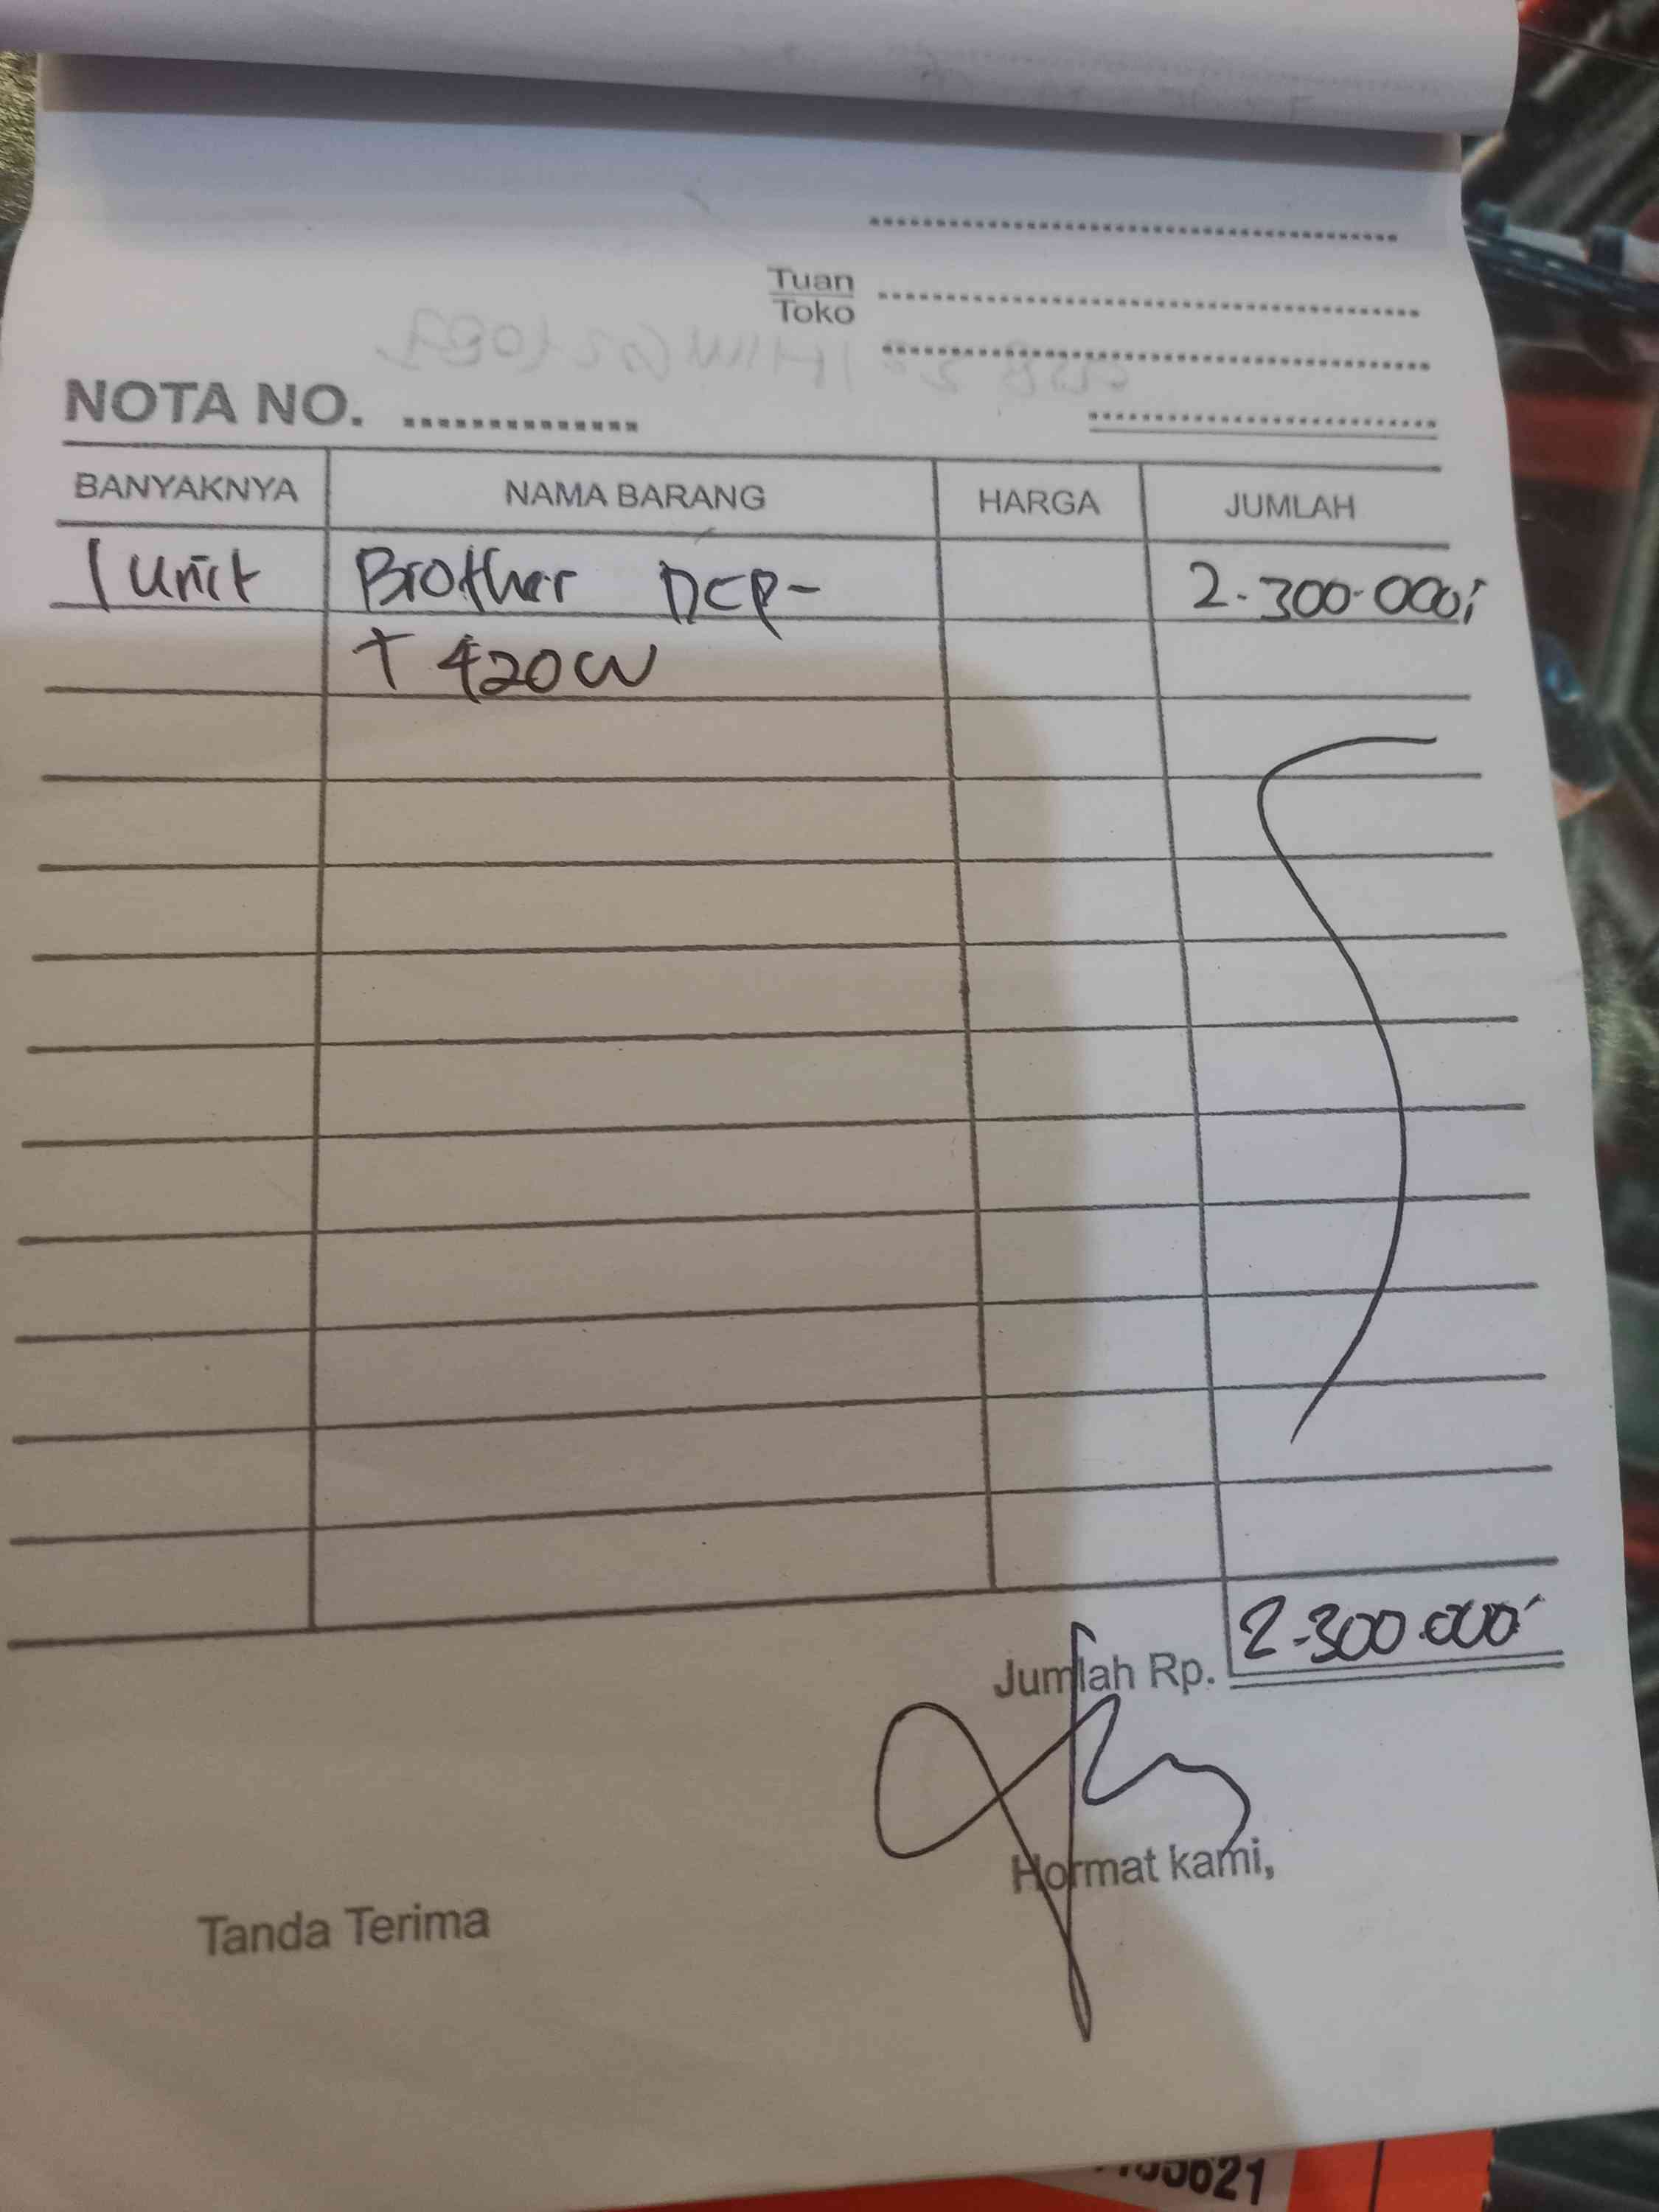 Tuan
Toko
NOTA NO.
BANYAKNYA NAMA BARANG HARGA JUMLAH
1 unit Brother DCP- 2.300.000,
T 420W
Jumlah Rp. 2.300.000
Hormat kami,
Tanda Terima